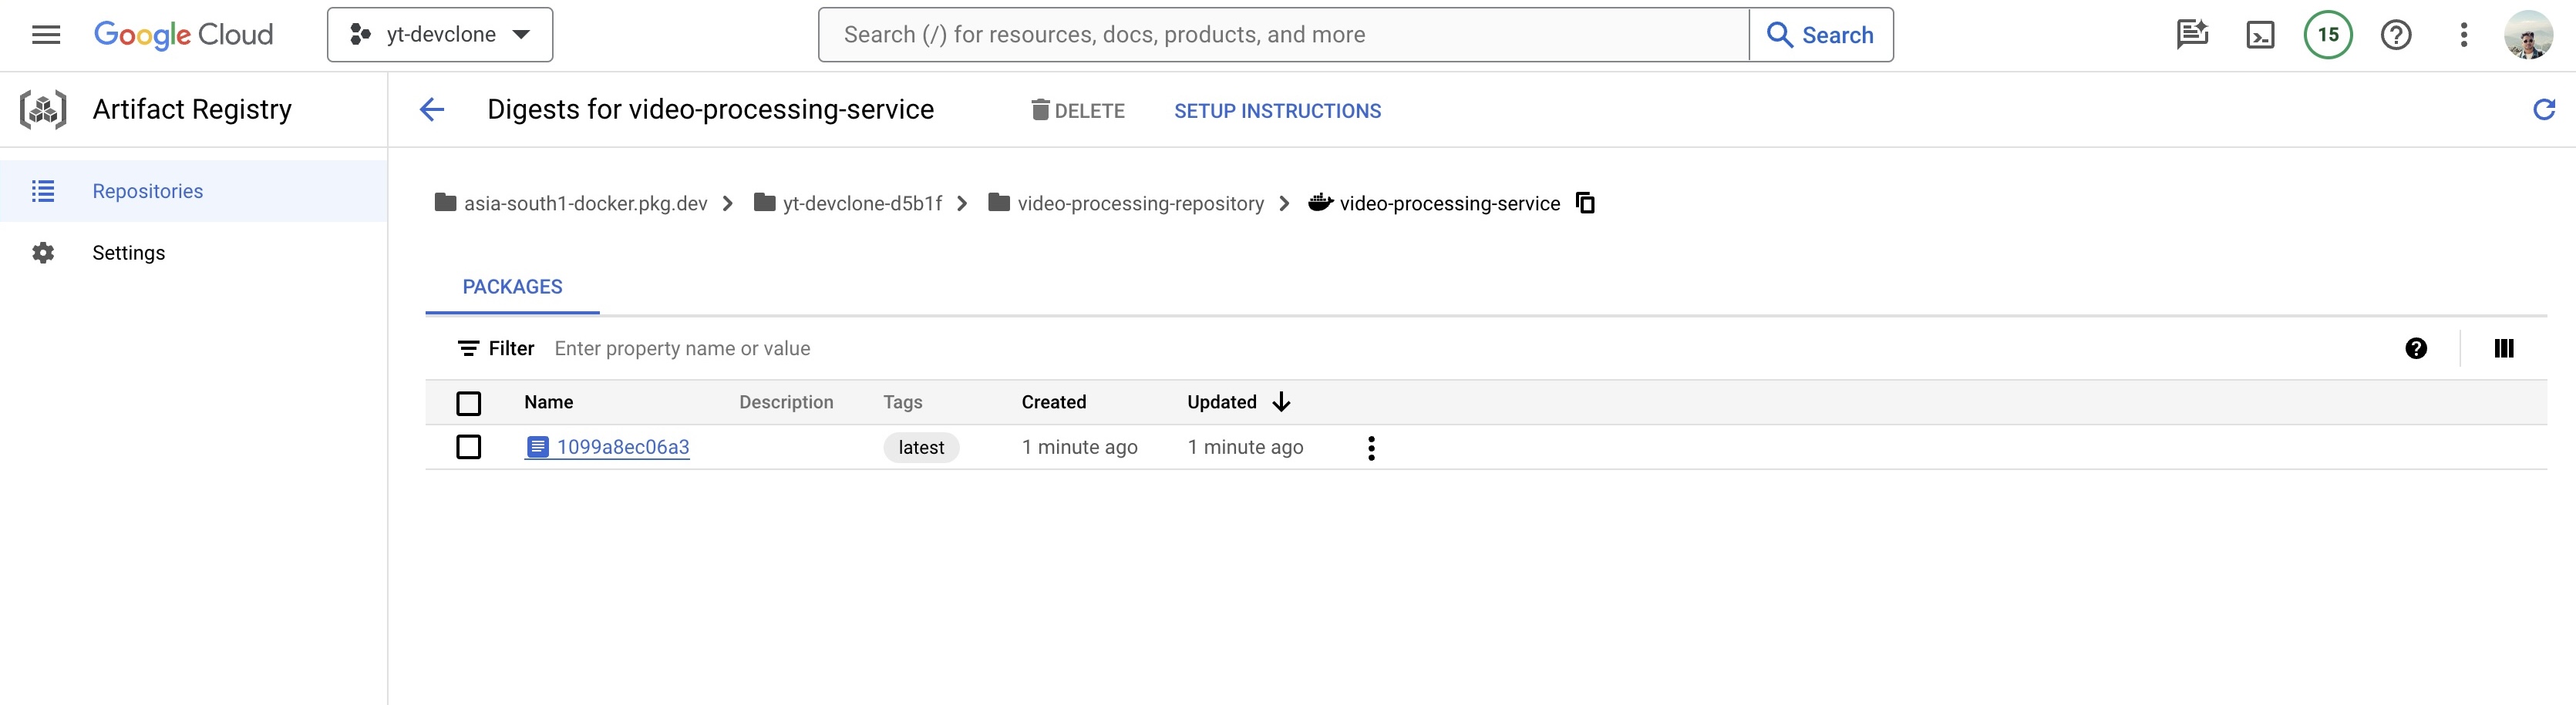 Google Cloud
yt-devclone
Search (/) for resources, docs, products, and more
Search
15
Artifact Registry
Digests for video-processing-service
DELETE
SETUP INSTRUCTIONS
Repositories
Settings
asia-south1-docker.pkg.dev
yt-devclone-d5b1f
video-processing-repository
video-processing-service
PACKAGES
Filter Enter property name or value
Name Description Tags Created Updated
1099a8ec06a3 latest 1 minute ago 1 minute ago